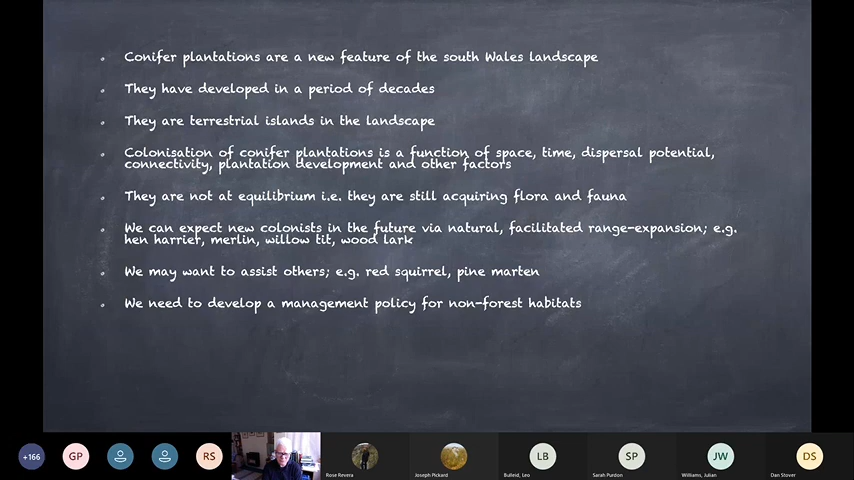 Conifer plantations are a new feature of the south Wales landscape
They have developed in a period of decades
They are terrestrial islands in the landscape
Colonisation of conifer plantations is a function of space, time, dispersal potential,
connectivity, plantation development and other factors
They are not at equilibrium i.e. they are still acquiring flora and fauna
We can expect new colonists in the future via natural, facilitated range-expansion; e.g.
hen harrier, merlin, willow tit, wood lark
We may want to assist others; e.g. red squirrel, pine marten
We need to develop a management policy for non-forest habitats
+166
GP
RS
LB
SP
JW
DS
Rose Revera
Joseph Pickard
Bulleid, Leo
Sarah Purdon
Williams, Julian
Dan Stover